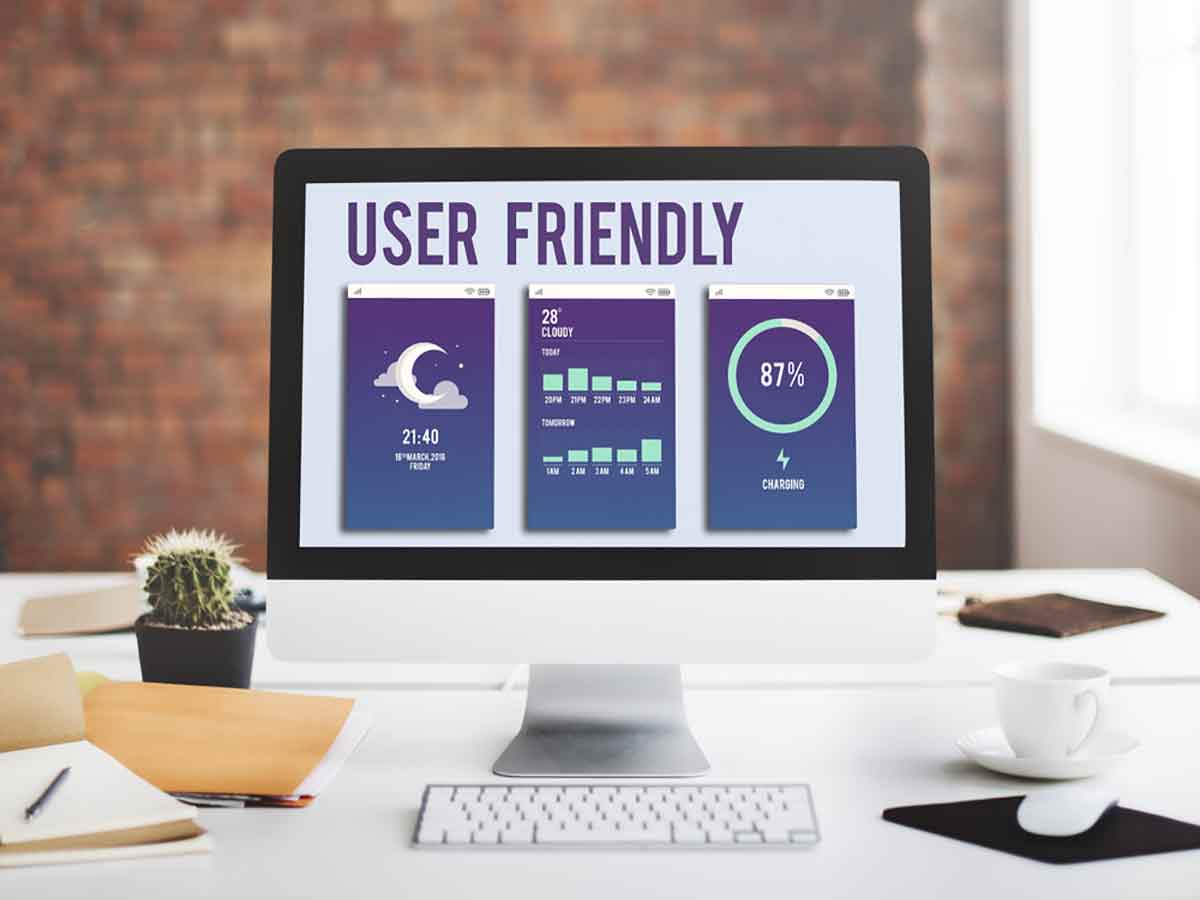 USER FRIENDLY
21:40
16TH MARCH,2016
FRIDAY
28°
CLOUDY
TODAY
20PM 21PM 22PM 23PM 24AM
TOMORROW
1AM 2AM 3AM 4AM 5AM
87%
CHARGING